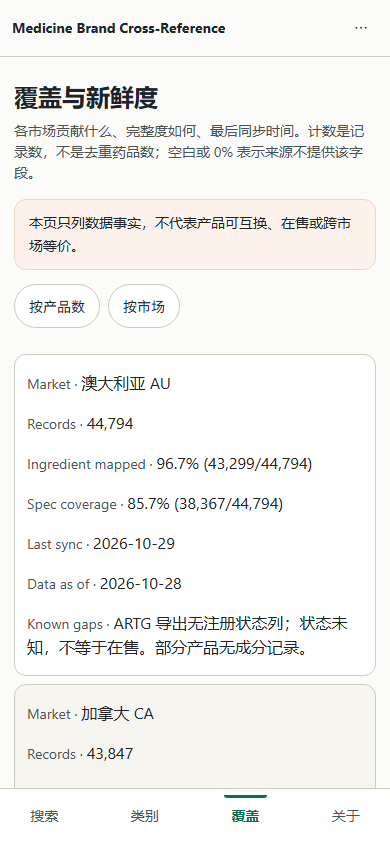 Medicine Brand Cross-Reference
···
覆盖与新鲜度
各市场贡献什么、完整度如何、最后同步时间。计数是记
录数，不是去重药品数；空白或 0% 表示来源不提供该字
段。
本页只列数据事实，不代表产品可互换、在售或跨市
场等价。
按产品数
按市场
Market · 澳大利亚 AU
Records · 44,794
Ingredient mapped · 96.7% (43,299/44,794)
Spec coverage · 85.7% (38,367/44,794)
Last sync · 2026-10-29
Data as of · 2026-10-28
Known gaps · ARTG 导出无注册状态列；状态未
知，不等于在售。部分产品无成分记录。
Market · 加拿大 CA
Records · 43,847
搜索
类别
覆盖
关于